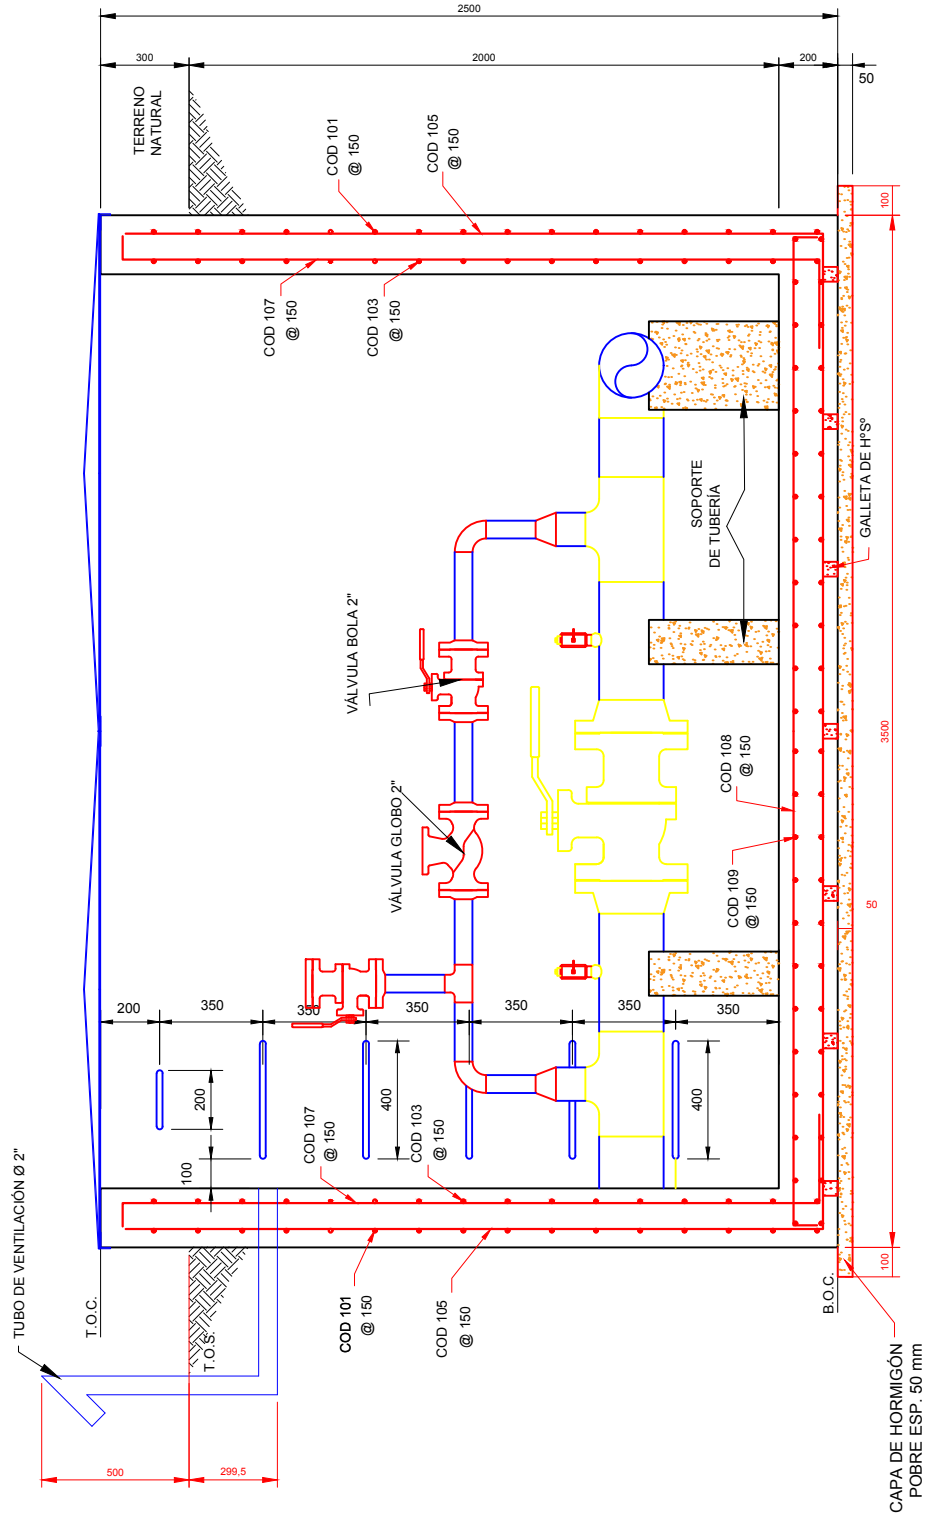 TUBO DE VENTILACIÓN Ø 2"
T.O.C.
T.O.S.
500
299,5
200
350
350
350
350
350
350
200
100
400
400
COD 107
@ 150
COD 103
@ 150
COD 101
@ 150
COD 105
@ 150
B.O.C.
CAPA DE HORMIGÓN
POBRE ESP. 50 mm
VÁLVULA GLOBO 2"
VÁLVULA BOLA 2"
COD 109
@ 150
COD 108
@ 150
SOPORTE
DE TUBERÍA
GALLETA DE HºSº
100
50
3500
100
COD 107
@ 150
COD 103
@ 150
COD 101
@ 150
COD 105
@ 150
TERRENO
NATURAL
300
2000
200
50
2500